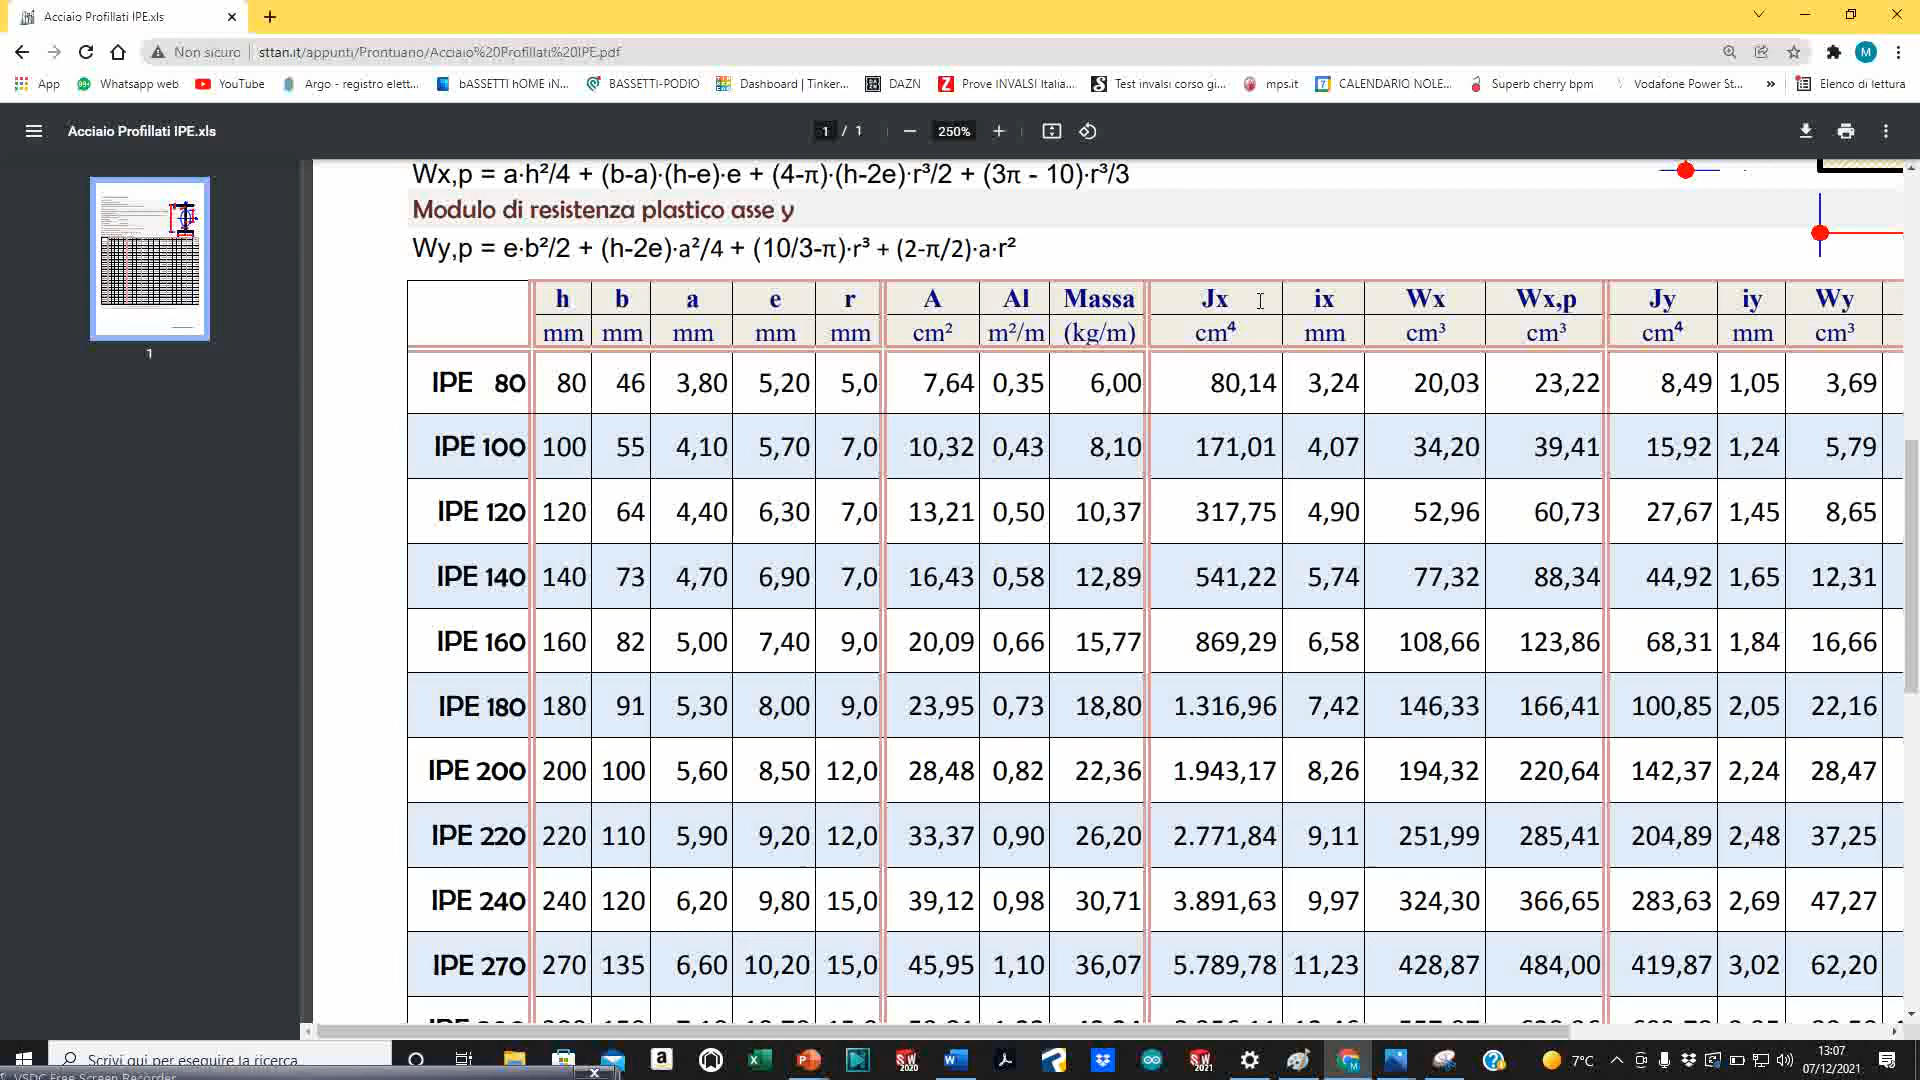 Acciaio Profillati IPE.xls
Non sicuro sttan.it/appunti/Prontuario/Acciaio%20Profillati%20IPE.pdf
App Whatsapp web YouTube Argo - registro elett... bASSETTI hOME iN... BASSETTI-PODIO Dashboard | Tinker... DAZN Prove INVALSI Italia... Test invalsi corso gi... mps.it CALENDARIO NOLE... Superb cherry bpm Vodafone Power St... » Elenco di lettura
Acciaio Profillati IPE.xls 1 / 1 250%
1
Wx,p = a·h²/4 + (b-a)·(h-e)·e + (4-π)·(h-2e)·r³/2 + (3π - 10)·r³/3
Modulo di resistenza plastico asse y
Wy,p = e·b²/2 + (h-2e)·a²/4 + (10/3-π)·r³ + (2-π/2)·a·r²
h b a e r A Al Massa Jx ix Wx Wx,p Jy iy Wy
mm mm mm mm mm cm² m²/m (kg/m) cm⁴ mm cm³ cm³ cm⁴ mm cm³
IPE 80 80 46 3,80 5,20 5,0 7,64 0,35 6,00 80,14 3,24 20,03 23,22 8,49 1,05 3,69
IPE 100 100 55 4,10 5,70 7,0 10,32 0,43 8,10 171,01 4,07 34,20 39,41 15,92 1,24 5,79
IPE 120 120 64 4,40 6,30 7,0 13,21 0,50 10,37 317,75 4,90 52,96 60,73 27,67 1,45 8,65
IPE 140 140 73 4,70 6,90 7,0 16,43 0,58 12,89 541,22 5,74 77,32 88,34 44,92 1,65 12,31
IPE 160 160 82 5,00 7,40 9,0 20,09 0,66 15,77 869,29 6,58 108,66 123,86 68,31 1,84 16,66
IPE 180 180 91 5,30 8,00 9,0 23,95 0,73 18,80 1.316,96 7,42 146,33 166,41 100,85 2,05 22,16
IPE 200 200 100 5,60 8,50 12,0 28,48 0,82 22,36 1.943,17 8,26 194,32 220,64 142,37 2,24 28,47
IPE 220 220 110 5,90 9,20 12,0 33,37 0,90 26,20 2.771,84 9,11 251,99 285,41 204,89 2,48 37,25
IPE 240 240 120 6,20 9,80 15,0 39,12 0,98 30,71 3.891,63 9,97 324,30 366,65 283,63 2,69 47,27
IPE 270 270 135 6,60 10,20 15,0 45,95 1,10 36,07 5.789,78 11,23 428,87 484,00 419,87 3,02 62,20
Scrivi qui per eseguire la ricerca
7°C
13:07
07/12/2021
VSDC Free Screen Recorder